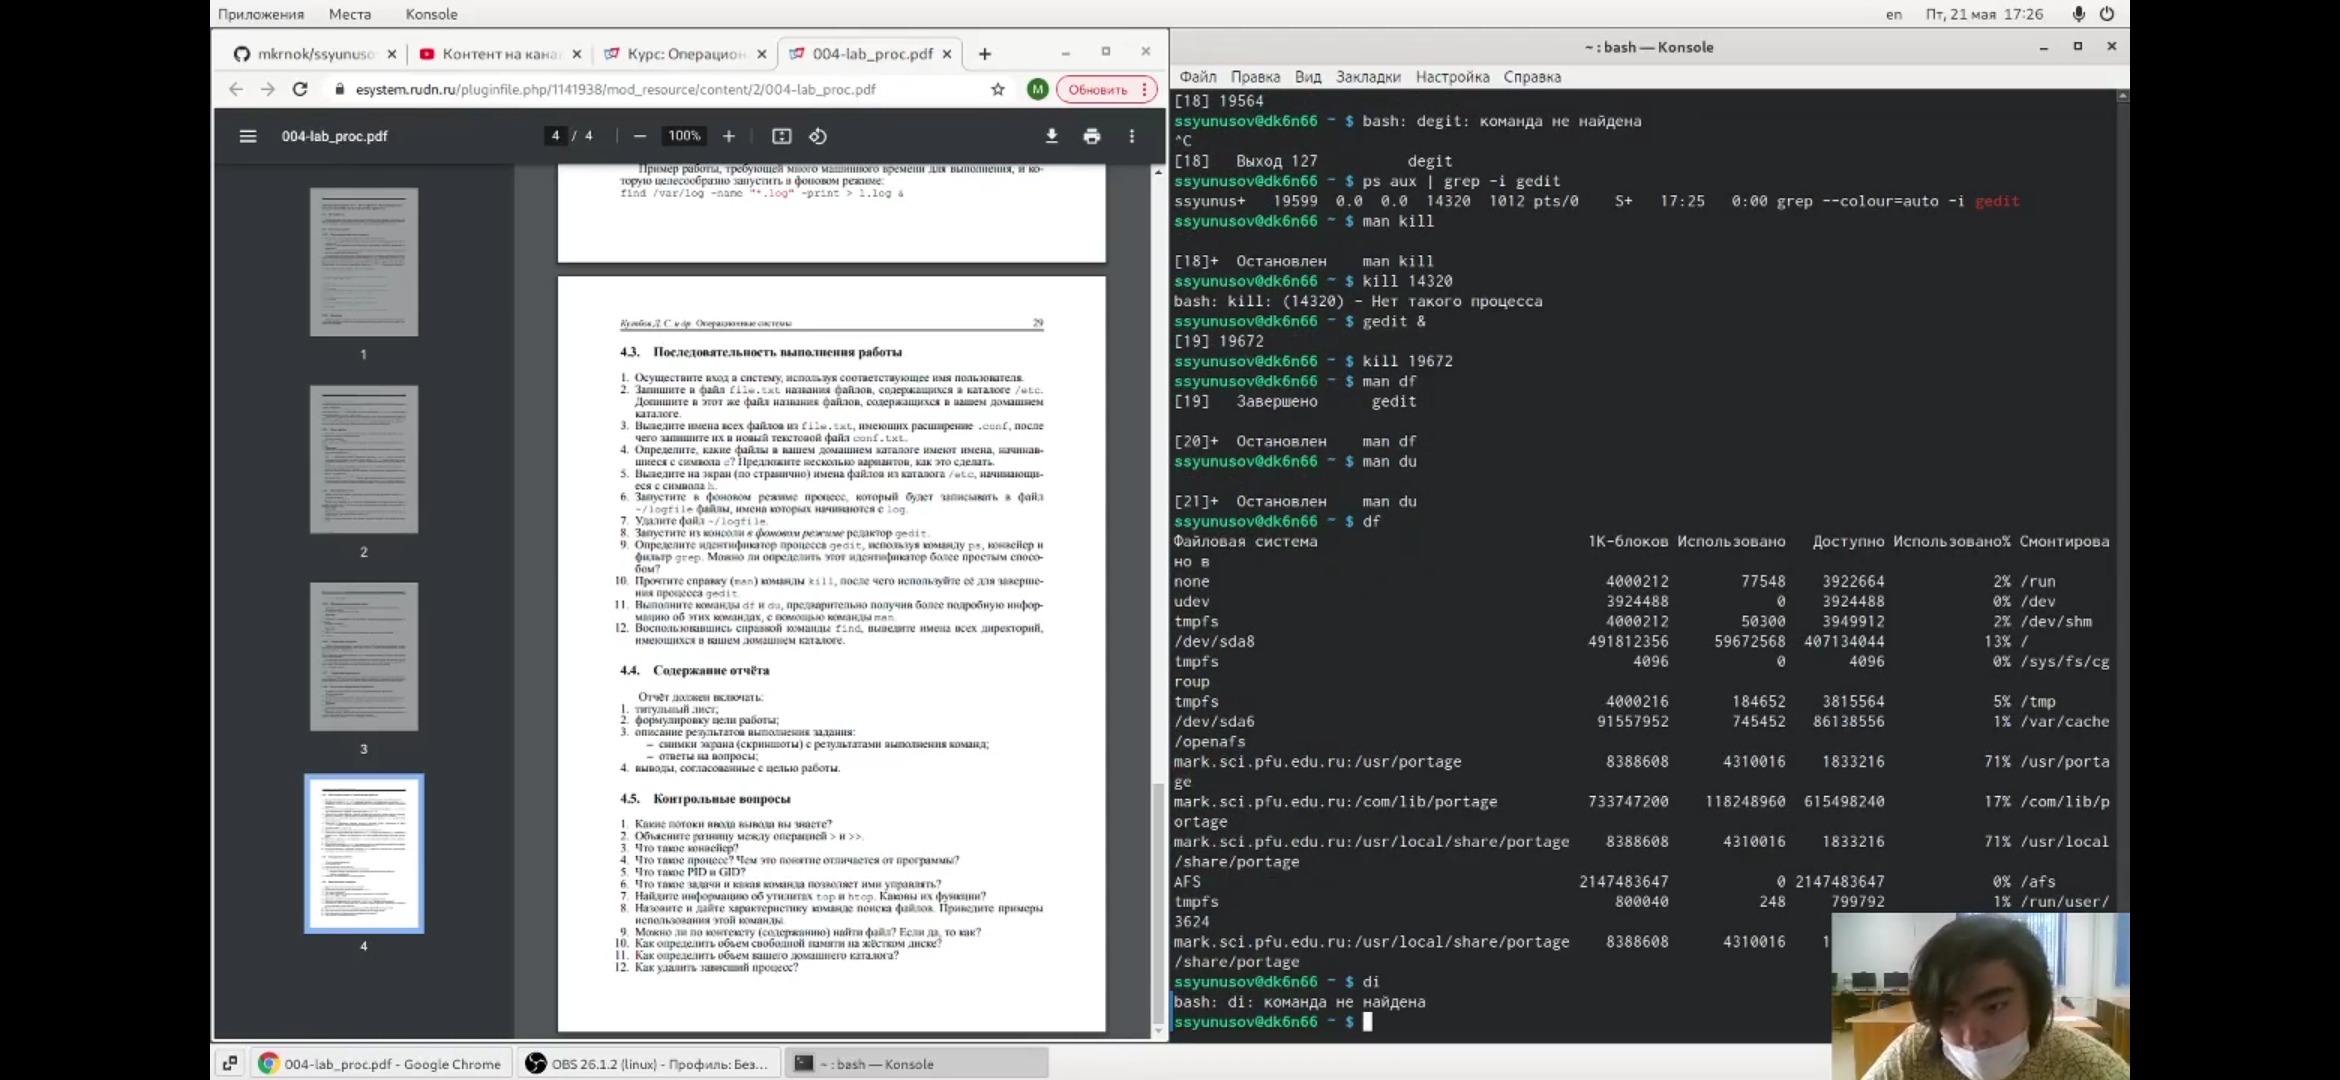 Приложения Места Konsole en Пт, 21 мая 17:26
mkrnok/ssyunuso Контент на кана Курс: Операцион 004-lab_proc.pdf
esystem.rudn.ru/pluginfile.php/1141938/mod_resource/content/2/004-lab_proc.pdf M Обновить
004-lab_proc.pdf 4 / 4 100%
1
2
3
4
Пример работы, требующей много машинного времени для выполнения, и ко-
торую целесообразно запустить в фоновом режиме:
find /var/log -name "*.log" -print > l.log &
Кулябов Д. С. и др. Операционные системы 29
4.3. Последовательность выполнения работы
1. Осуществите вход в систему, используя соответствующее имя пользователя.
2. Запишите в файл file.txt названия файлов, содержащихся в каталоге /etc.
Допишите в этот же файл названия файлов, содержащихся в вашем домашнем
каталоге.
3. Выведите имена всех файлов из file.txt, имеющих расширение .conf, после
чего запишите их в новый текстовой файл conf.txt.
4. Определите, какие файлы в вашем домашнем каталоге имеют имена, начинав-
шиеся с символа c? Предложите несколько вариантов, как это сделать.
5. Выведите на экран (по странично) имена файлов из каталога /etc, начинающи-
еся с символа h.
6. Запустите в фоновом режиме процесс, который будет записывать в файл
~/logfile файлы, имена которых начинаются с log.
7. Удалите файл ~/logfile.
8. Запустите из консоли в фоновом режиме редактор gedit.
9. Определите идентификатор процесса gedit, используя команду ps, конвейер и
фильтр grep. Можно ли определить этот идентификатор более простым спосо-
бом?
10. Прочтите справку (man) команды kill, после чего используйте её для заверше-
ния процесса gedit.
11. Выполните команды df и du, предварительно получив более подробную инфор-
мацию об этих командах, с помощью команды man.
12. Воспользовавшись справкой команды find, выведите имена всех директорий,
имеющихся в вашем домашнем каталоге.
4.4. Содержание отчёта
Отчёт должен включать:
1. титульный лист;
2. формулировку цели работы;
3. описание результатов выполнения задания:
– снимки экрана (скриншоты) с результатами выполнения команд;
– ответы на вопросы;
4. выводы, согласованные с целью работы.
4.5. Контрольные вопросы
1. Какие потоки ввода вывода вы знаете?
2. Объясните разницу между операцией > и >>.
3. Что такое конвейер?
4. Что такое процесс? Чем это понятие отличается от программы?
5. Что такое PID и GID?
6. Что такое задачи и какая команда позволяет ими управлять?
7. Найдите информацию об утилитах top и htop. Каковы их функции?
8. Назовите и дайте характеристику команде поиска файлов. Приведите примеры
использования этой команды.
9. Можно ли по контексту (содержанию) найти файл? Если да, то как?
10. Как определить объем свободной памяти на жёстком диске?
11. Как определить объем вашего домашнего каталога?
12. Как удалить зависший процесс?
~ : bash — Konsole
Файл Правка Вид Закладки Настройка Справка
[18] 19564
ssyunusov@dk6n66 ~ $ bash: degit: команда не найдена
^C
[18] Выход 127 degit
ssyunusov@dk6n66 ~ $ ps aux | grep -i gedit
ssyunus+ 19599 0.0 0.0 14320 1012 pts/0 S+ 17:25 0:00 grep --colour=auto -i gedit
ssyunusov@dk6n66 ~ $ man kill
[18]+ Остановлен man kill
ssyunusov@dk6n66 ~ $ kill 14320
bash: kill: (14320) – Нет такого процесса
ssyunusov@dk6n66 ~ $ gedit &
[19] 19672
ssyunusov@dk6n66 ~ $ kill 19672
ssyunusov@dk6n66 ~ $ man df
[19] Завершено gedit
[20]+ Остановлен man df
ssyunusov@dk6n66 ~ $ man du
[21]+ Остановлен man du
ssyunusov@dk6n66 ~ $ df
Файловая система 1K-блоков Использовано Доступно Использовано% Смонтирова
но в
none 4000212 77548 3922664 2% /run
udev 3924488 0 3924488 0% /dev
tmpfs 4000212 50300 3949912 2% /dev/shm
/dev/sda8 491812356 59672568 407134044 13% /
tmpfs 4096 0 4096 0% /sys/fs/cg
roup
tmpfs 4000216 184652 3815564 5% /tmp
/dev/sda6 91557952 745452 86138556 1% /var/cache
/openafs
mark.sci.pfu.edu.ru:/usr/portage 8388608 4310016 1833216 71% /usr/porta
ge
mark.sci.pfu.edu.ru:/com/lib/portage 733747200 118248960 615498240 17% /com/lib/p
ortage
mark.sci.pfu.edu.ru:/usr/local/share/portage 8388608 4310016 1833216 71% /usr/local
/share/portage
AFS 2147483647 0 2147483647 0% /afs
tmpfs 800040 248 799792 1% /run/user/
3624
mark.sci.pfu.edu.ru:/usr/local/share/portage 8388608 4310016 1
/share/portage
ssyunusov@dk6n66 ~ $ di
bash: di: команда не найдена
ssyunusov@dk6n66 ~ $
004-lab_proc.pdf - Google Chrome OBS 26.1.2 (linux) - Профиль: Без... ~ : bash — Konsole